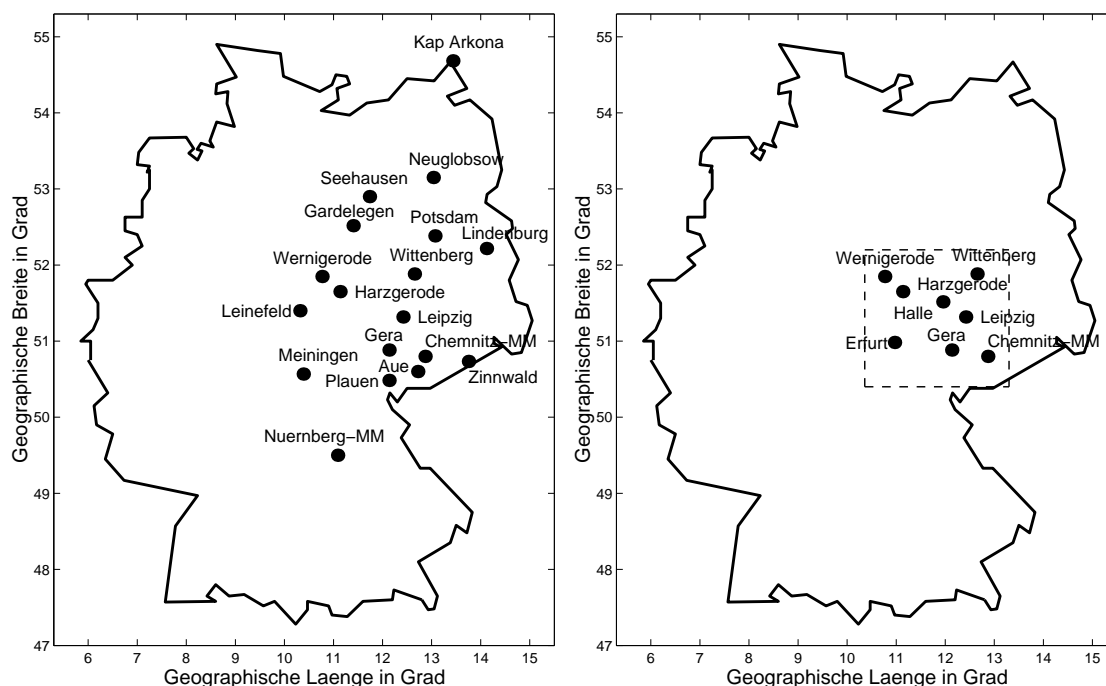 55
54
53
52
51
50
49
48
47
Geographische Breite in Grad
Kap Arkona
Neuglobsow
Seehausen
Gardelegen
Potsdam
Lindenburg
Wernigerode
Wittenberg
Harzgerode
Leinefeld
Leipzig
Gera
Chemnitz–MM
Meiningen
Aue
Plauen
Zinnwald
Nuernberg–MM
6 7 8 9 10 11 12 13 14 15
Geographische Laenge in Grad
55
54
53
52
51
50
49
48
47
Geographische Breite in Grad
Wernigerode
Wittenberg
Harzgerode
Halle
Leipzig
Erfurt
Gera
Chemnitz–MM
6 7 8 9 10 11 12 13 14 15
Geographische Laenge in Grad